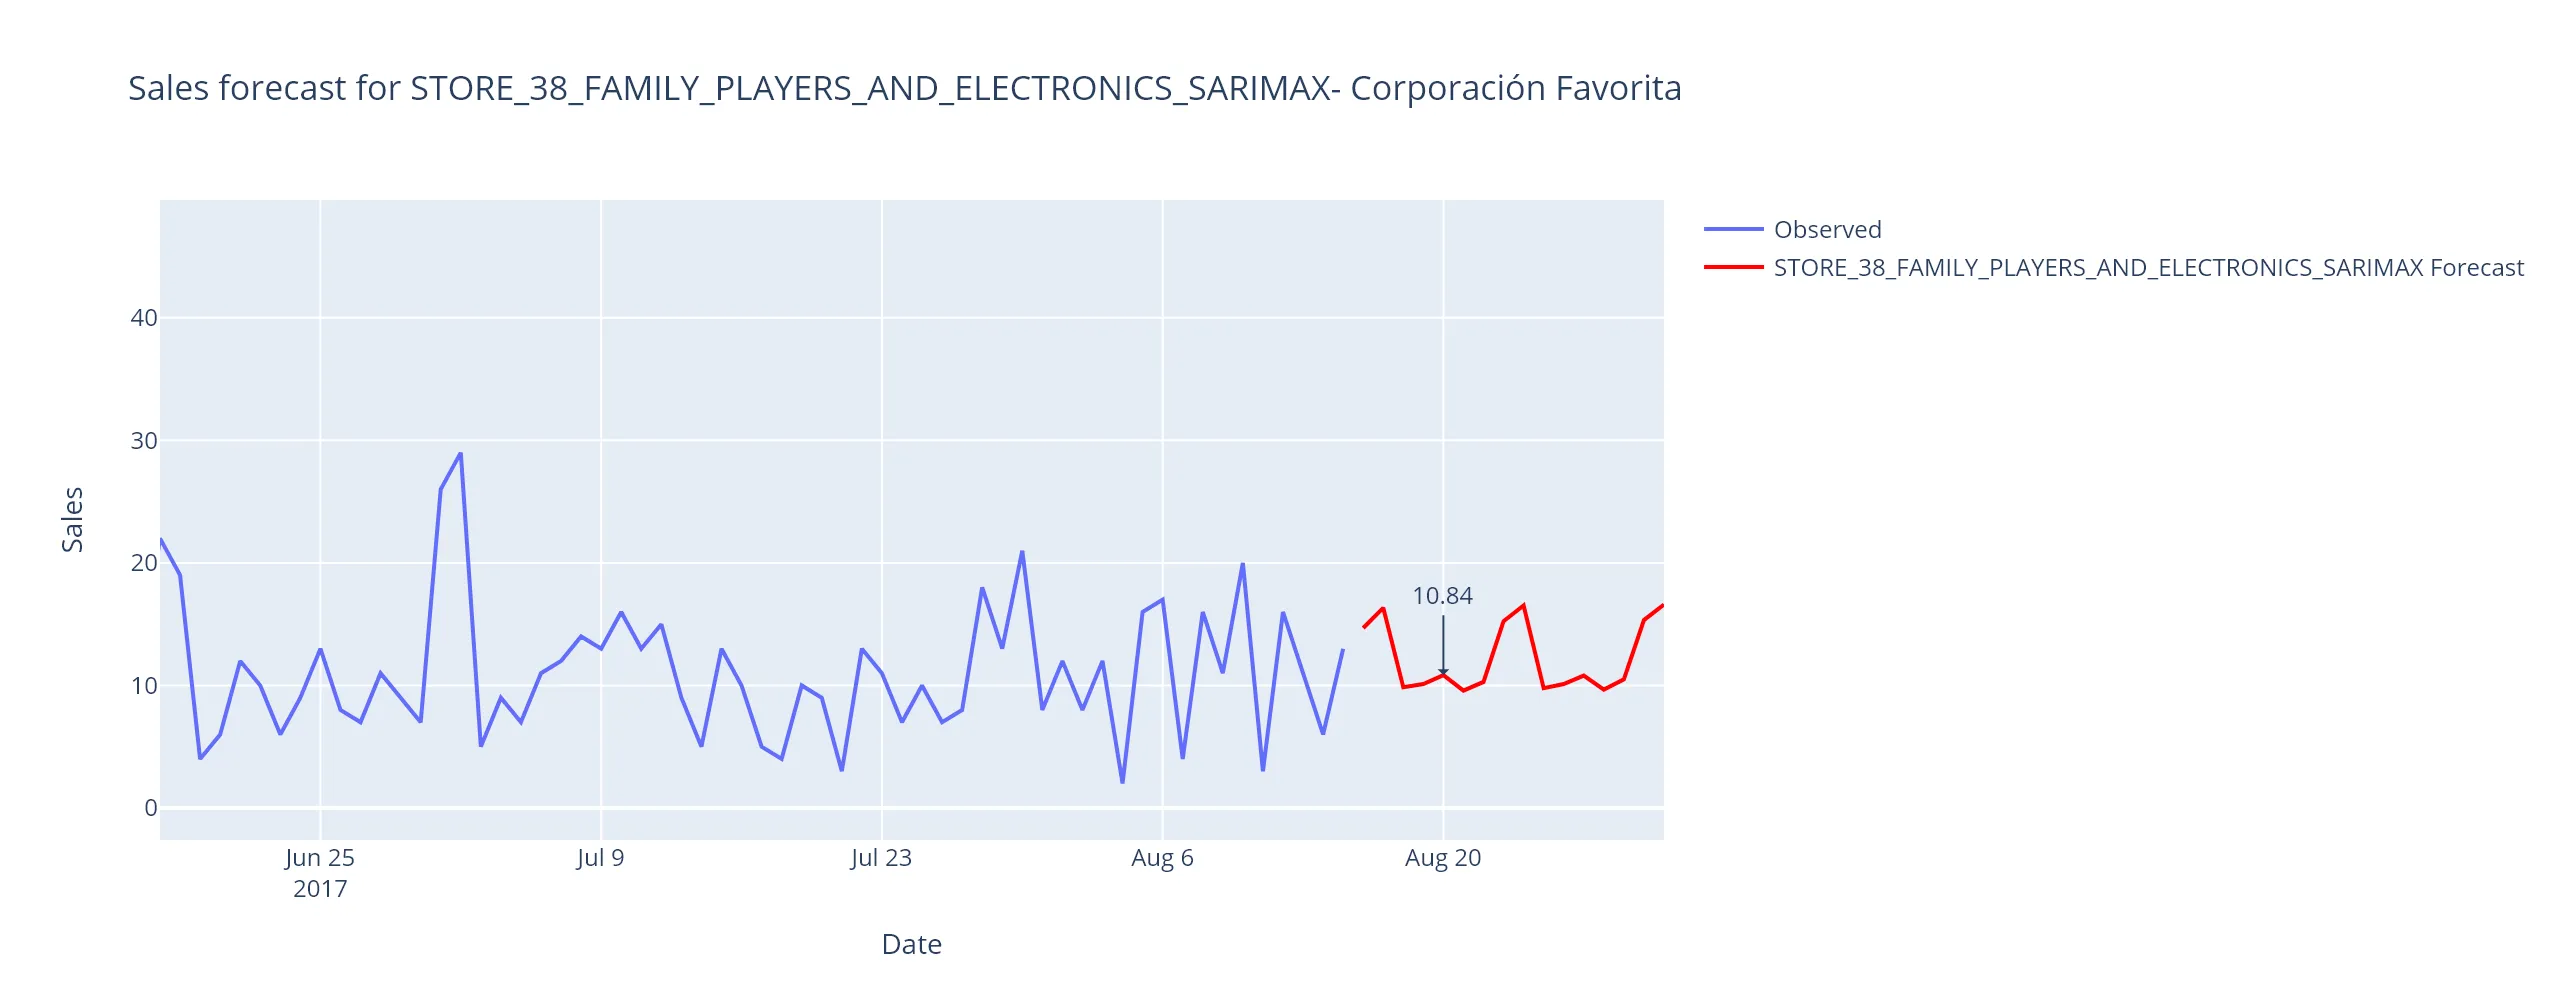 Sales forecast for STORE_38_FAMILY_PLAYERS_AND_ELECTRONICS_SARIMAX- Corporación Favorita
Observed
STORE_38_FAMILY_PLAYERS_AND_ELECTRONICS_SARIMAX Forecast
40
30
20
10
0
Sales
10.84
Jun 25
2017
Jul 9
Jul 23
Aug 6
Aug 20
Date